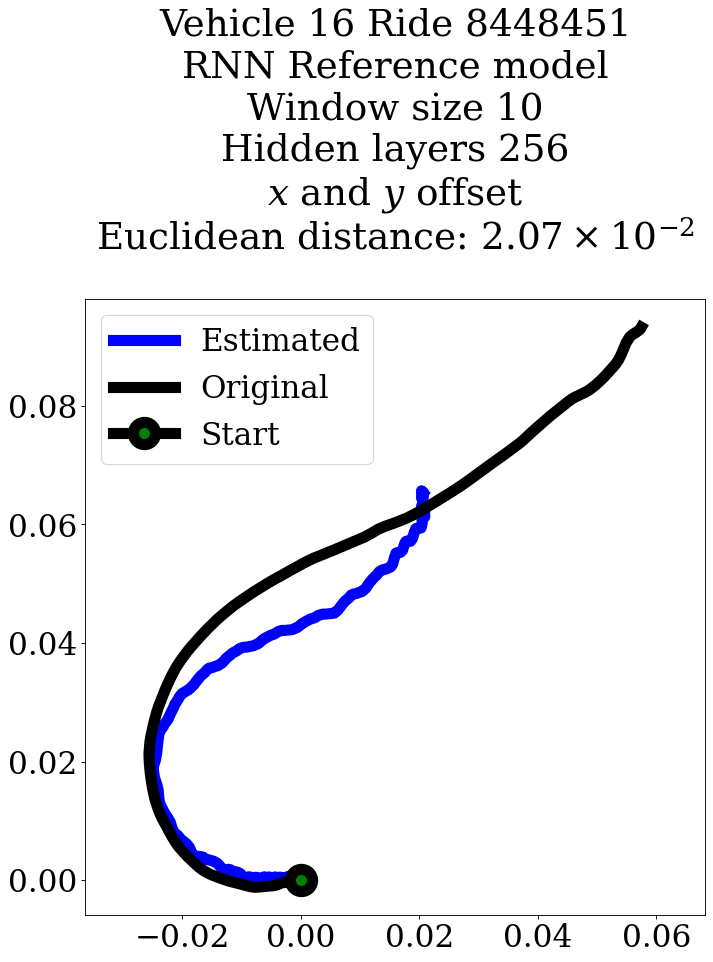 Vehicle 16 Ride 8448451
RNN Reference model
Window size 10
Hidden layers 256
x and y offset
Euclidean distance: 2.07 × 10⁻²
Estimated
Original
Start
0.08
0.06
0.04
0.02
0.00
−0.02 0.00 0.02 0.04 0.06